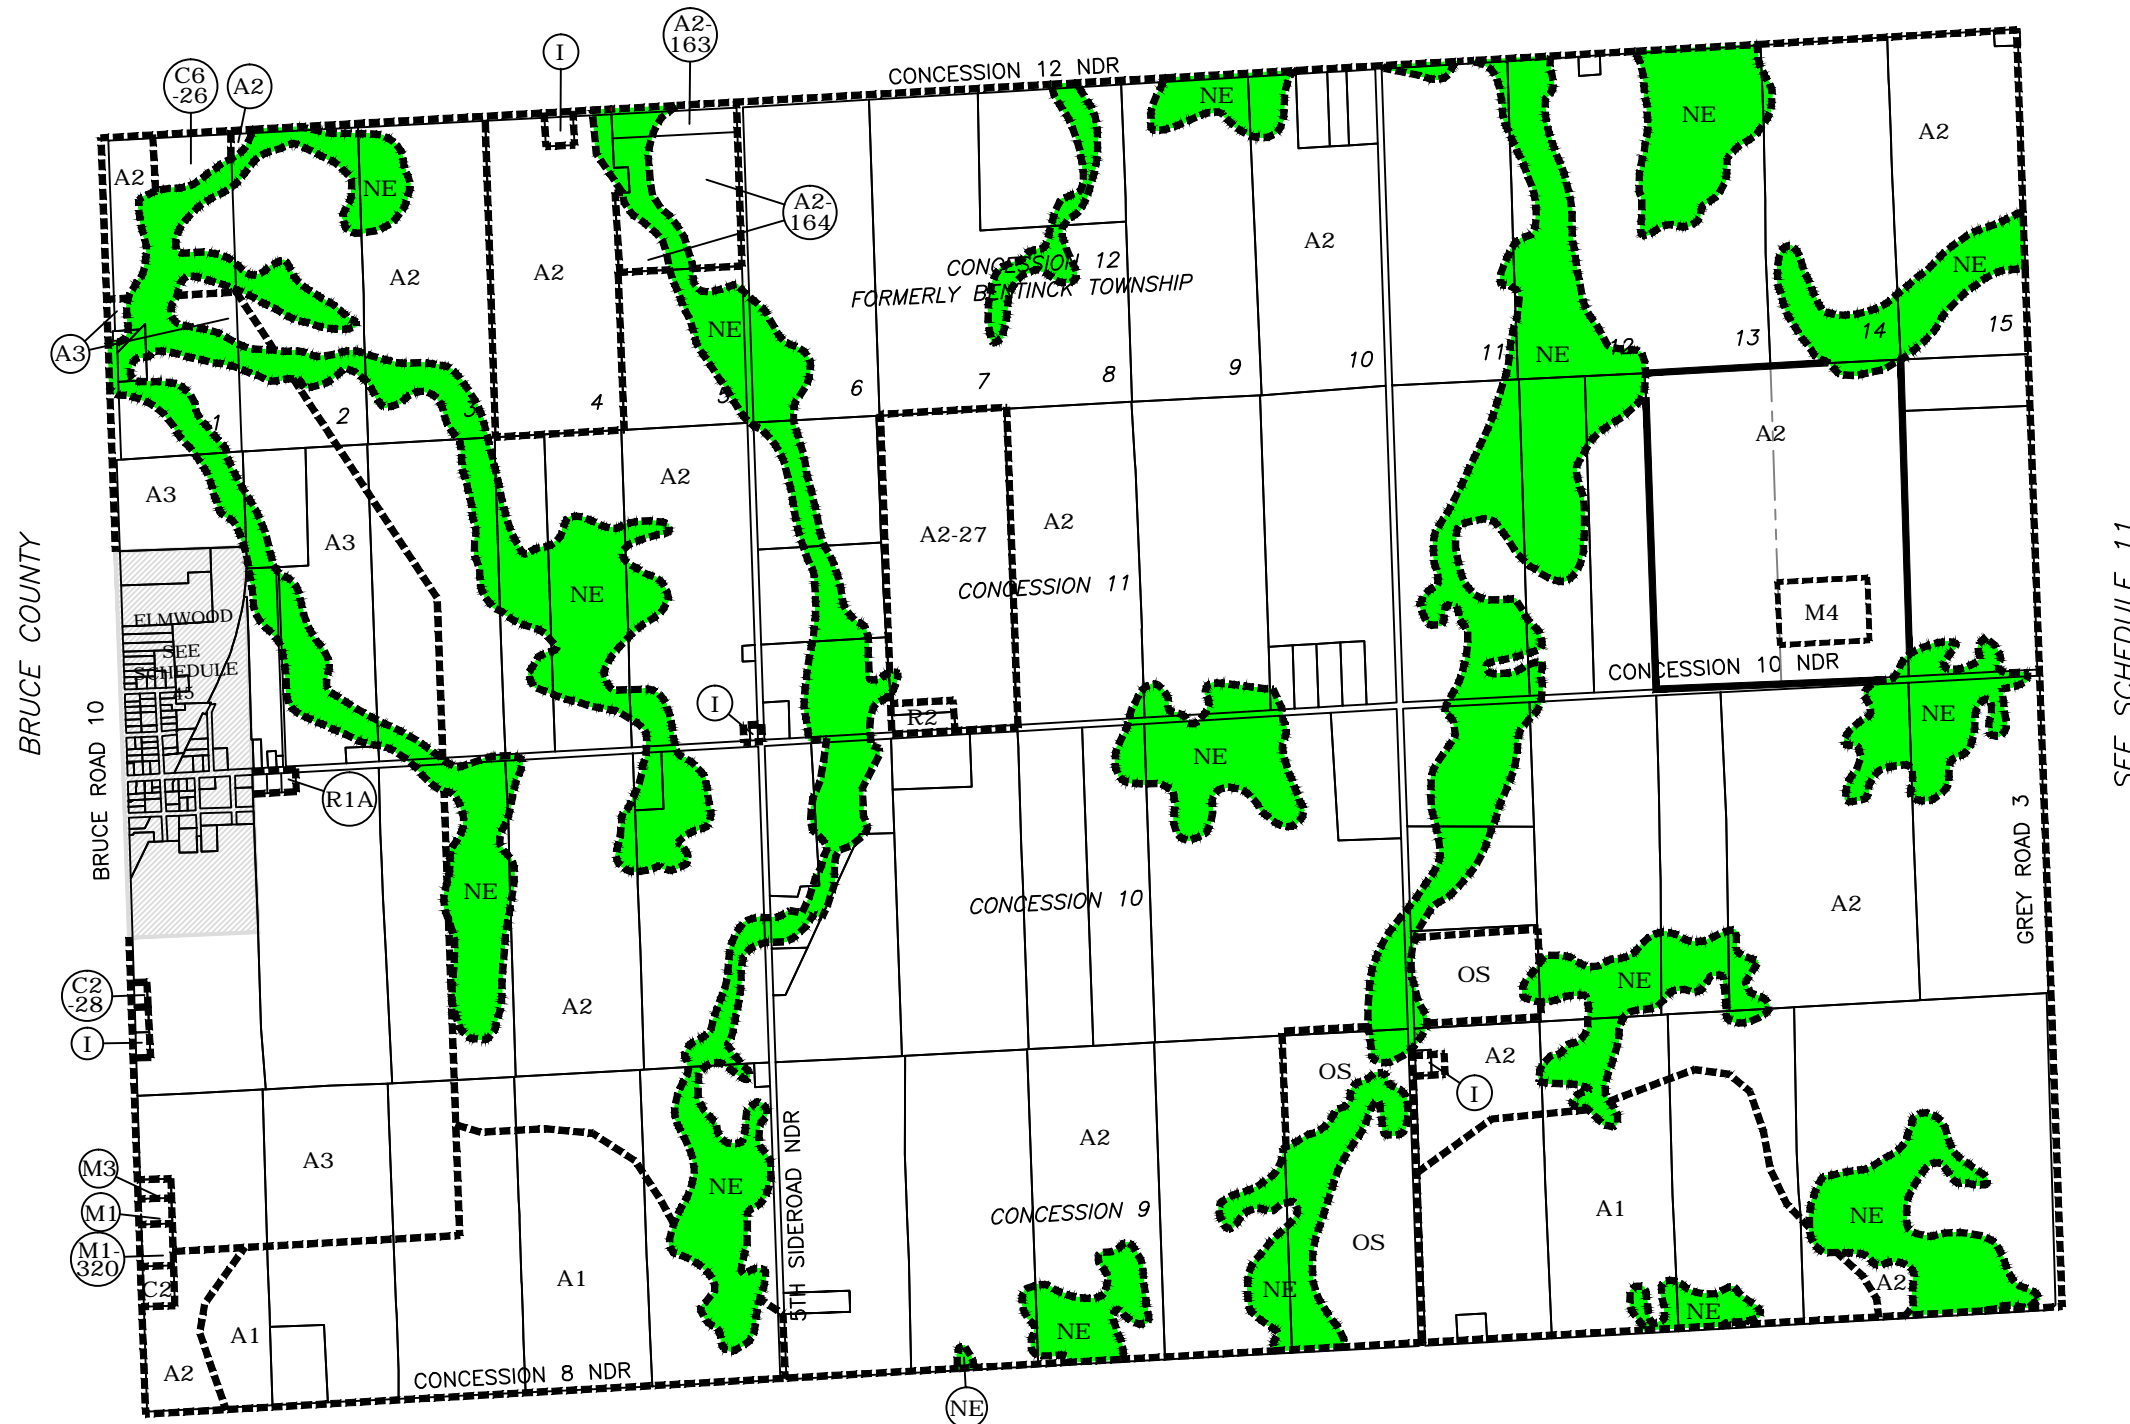 A2-
163
I
C6
-26
A2
CONCESSION 12 NDR
NE
NE
A2
A2
NE
A2-
164
A2
A2
A2
CONCESSION 12
FORMERLY BENTINCK TOWNSHIP
NE
NE
A3
NE
1
2
3
4
5
6
7
8
9
10
11
12
13
14
15
A2
A3
A2
A3
A2-27
A2
NE
CONCESSION 11
M4
ELMWOOD
SEE
SCHEDULE
45
BRUCE COUNTY
BRUCE ROAD 10
SEE SCHEDULE 11
CONCESSION 10 NDR
I
R2
NE
NE
R1A
NE
CONCESSION 10
A2
GREY ROAD 3
C2
-28
I
A2
OS
NE
OS
A2
I
A2
A3
M3
M1
M1-
320
C2
NE
5TH SIDEROAD NDR
CONCESSION 9
A1
NE
OS
A1
NE
A2
NE
NE
A1
A2
CONCESSION 8 NDR
NE